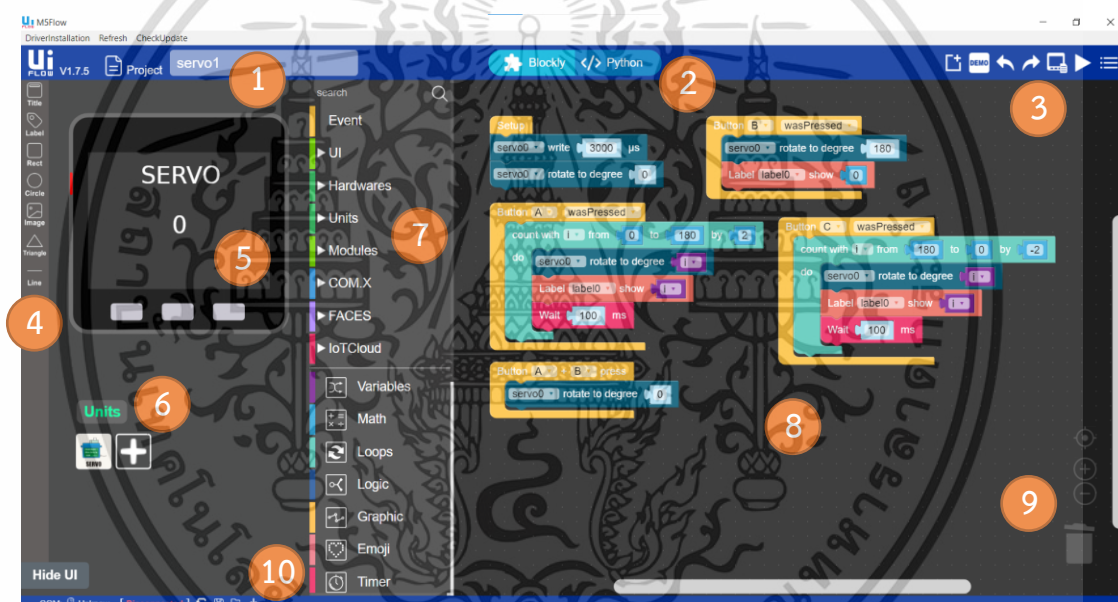 M5Flow
DriverInstallation Refresh CheckUpdate
Ui FLOW V1.7.5 Project servo1
Blockly </> Python
DEMO
1
2
3
Title
Label
Rect
Circle
Image
Triangle
Line
SERVO
0
5
4
Units
6
SERVO
Hide UI
search
Event
UI
Hardwares
Units
Modules
COM.X
FACES
IoTCloud
Variables
Math
Loops
Logic
Graphic
Emoji
Timer
7
10
Setup
servo0 write 3000 μs
servo0 rotate to degree 0
Button A wasPressed
count with i from 0 to 180 by 2
do servo0 rotate to degree i
Label label0 show i
Wait 100 ms
Button A + B press
servo0 rotate to degree 0
Button B wasPressed
servo0 rotate to degree 180
Label label0 show 0
Button C wasPressed
count with i from 180 to 0 by -2
do servo0 rotate to degree i
Label label0 show i
Wait 100 ms
8
9